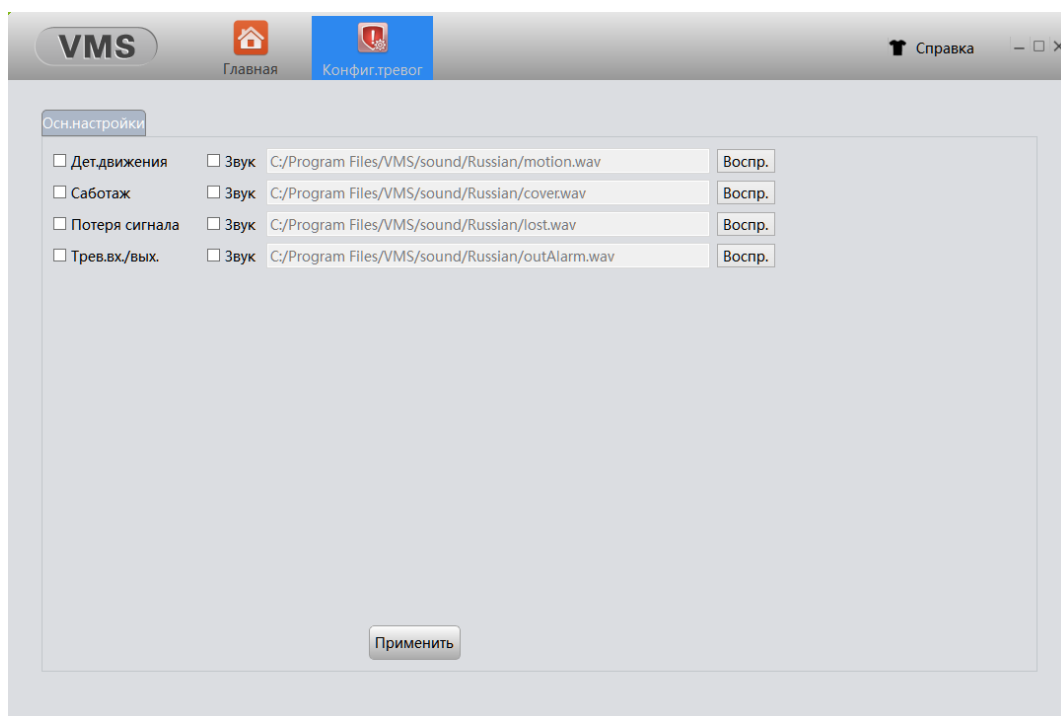 VMS
Главная
Конфиг.тревог
Справка
Осн.настройки
Дет.движения Звук C:/Program Files/VMS/sound/Russian/motion.wav Воспр.
Саботаж Звук C:/Program Files/VMS/sound/Russian/cover.wav Воспр.
Потеря сигнала Звук C:/Program Files/VMS/sound/Russian/lost.wav Воспр.
Трев.вх./вых. Звук C:/Program Files/VMS/sound/Russian/outAlarm.wav Воспр.
Применить